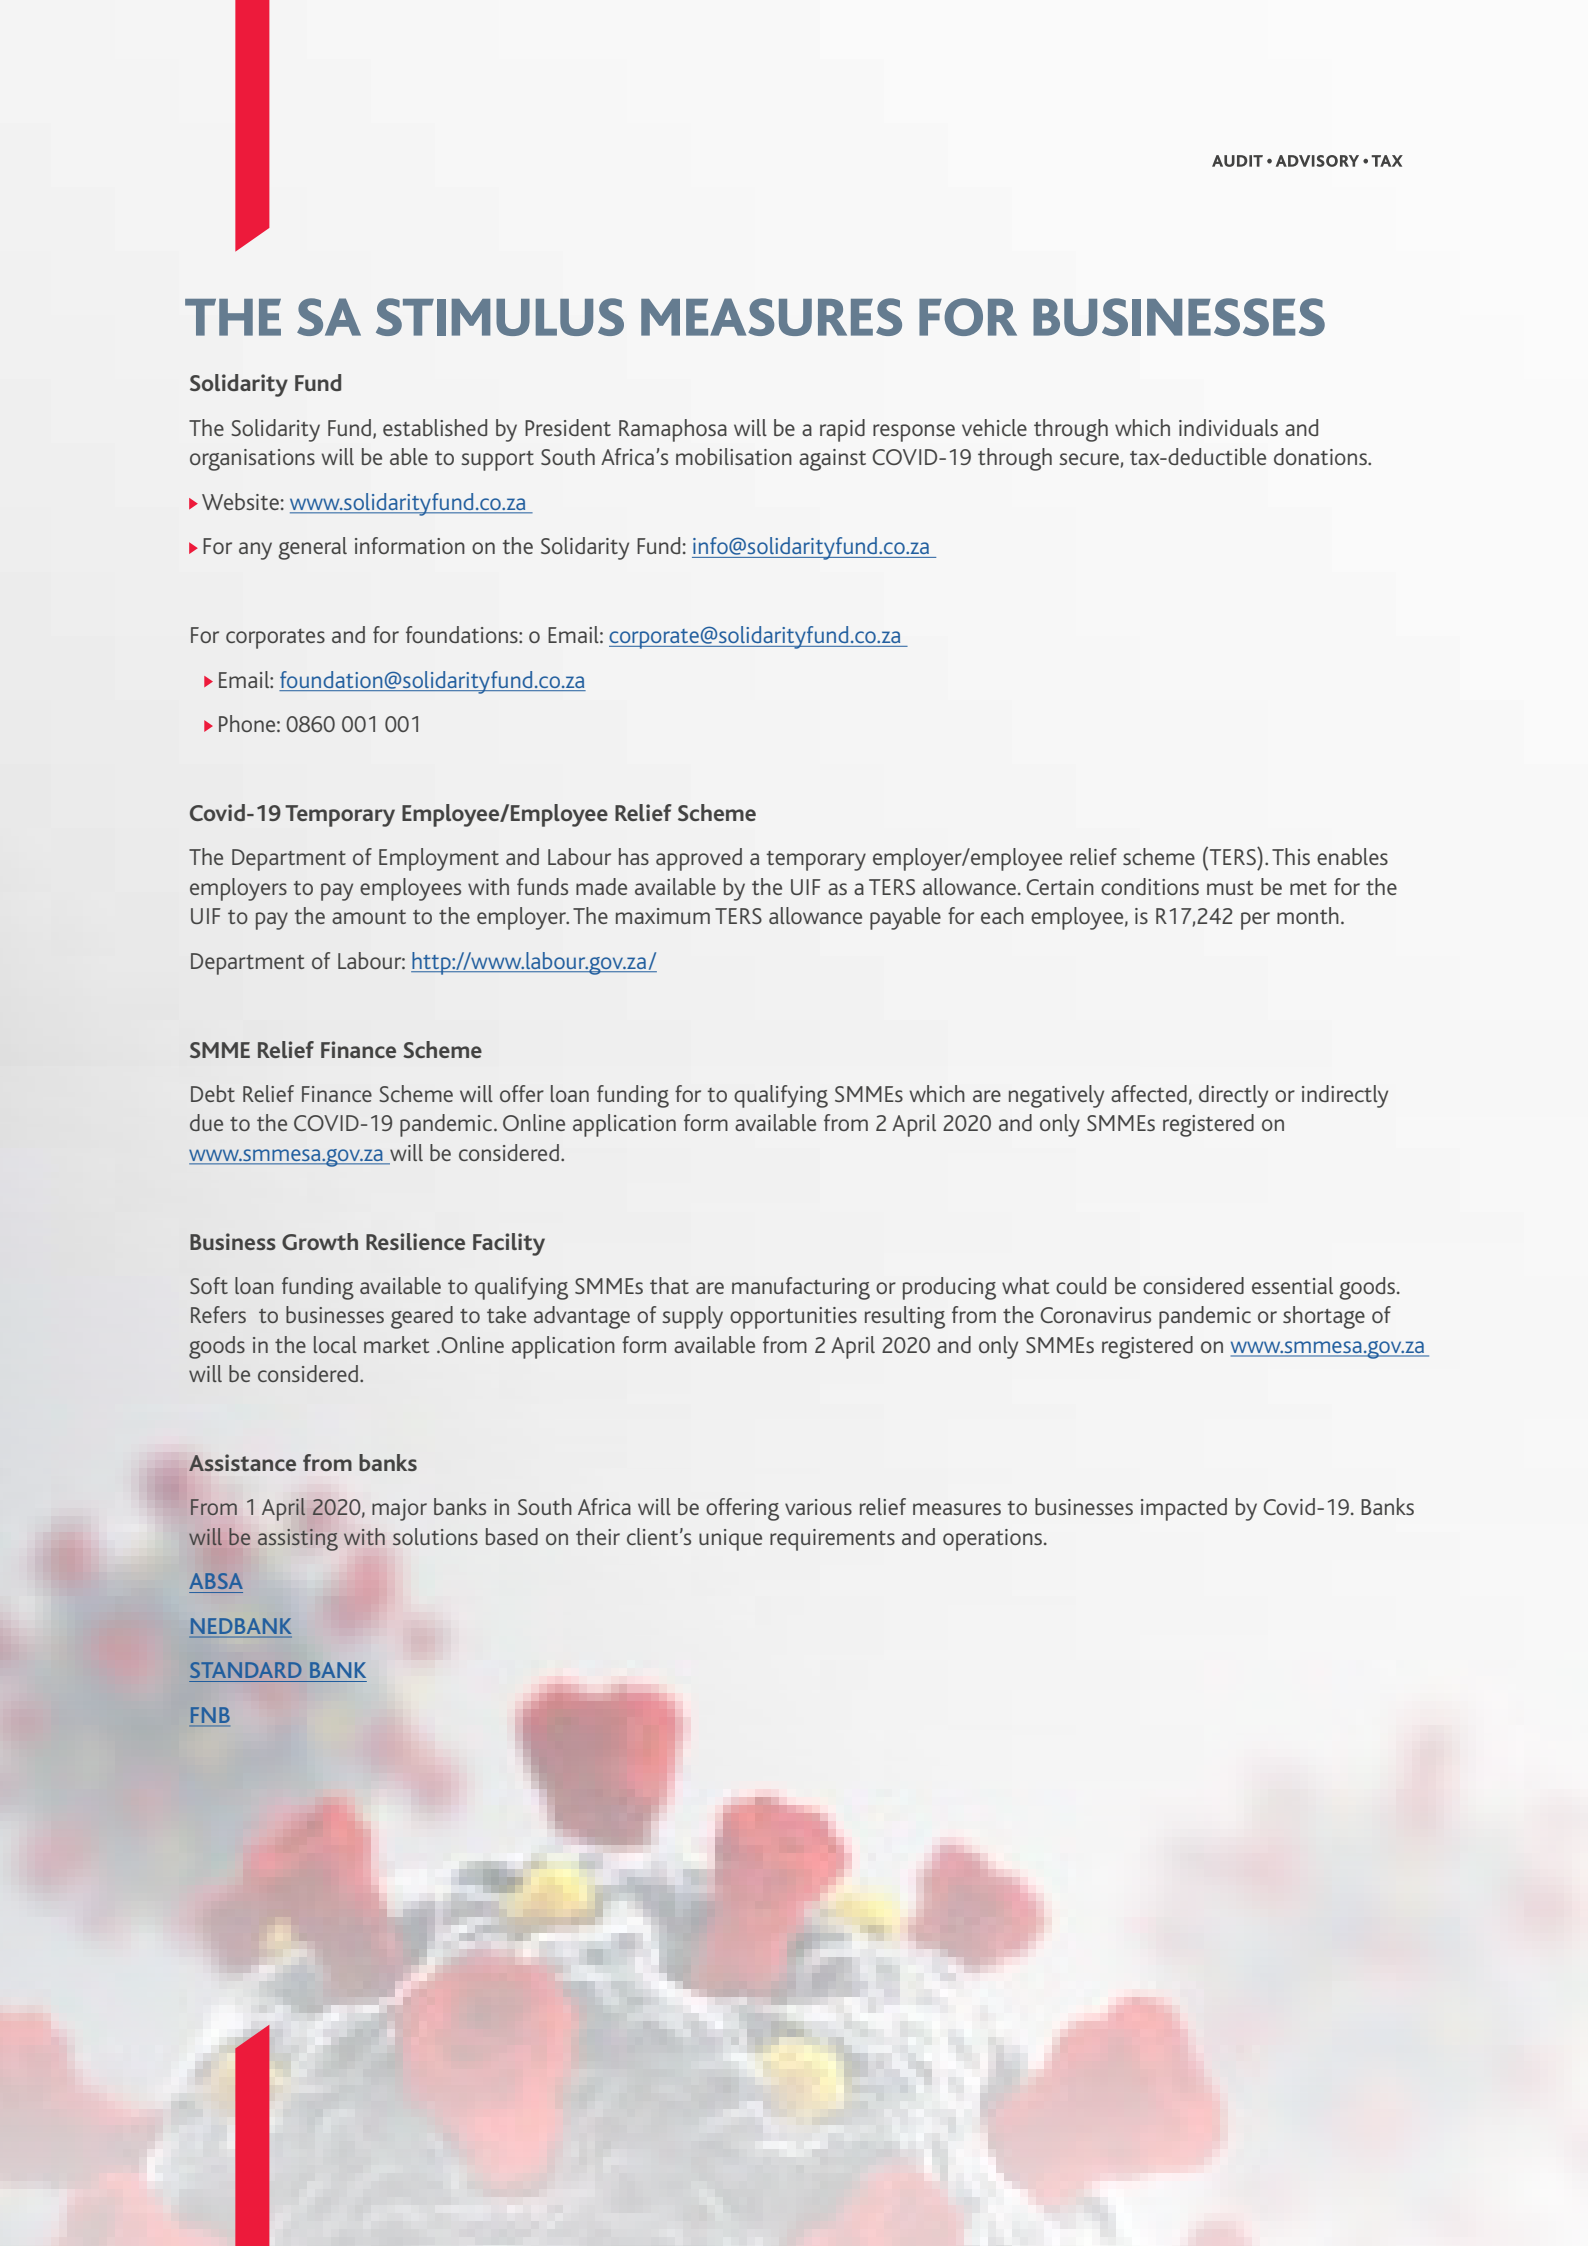 AUDIT • ADVISORY • TAX
THE SA STIMULUS MEASURES FOR BUSINESSES
Solidarity Fund
The Solidarity Fund, established by President Ramaphosa will be a rapid response vehicle through which individuals and
organisations will be able to support South Africa's mobilisation against COVID-19 through secure, tax-deductible donations.
Website: www.solidarityfund.co.za
For any general information on the Solidarity Fund: info@solidarityfund.co.za
For corporates and for foundations: o Email: corporate@solidarityfund.co.za
Email: foundation@solidarityfund.co.za
Phone: 0860 001 001
Covid-19 Temporary Employee/Employee Relief Scheme
The Department of Employment and Labour has approved a temporary employer/employee relief scheme (TERS). This enables
employers to pay employees with funds made available by the UIF as a TERS allowance. Certain conditions must be met for the
UIF to pay the amount to the employer. The maximum TERS allowance payable for each employee, is R17,242 per month.
Department of Labour: http://www.labour.gov.za/
SMME Relief Finance Scheme
Debt Relief Finance Scheme will offer loan funding for to qualifying SMMEs which are negatively affected, directly or indirectly
due to the COVID-19 pandemic. Online application form available from 2 April 2020 and only SMMEs registered on
www.smmesa.gov.za will be considered.
Business Growth Resilience Facility
Soft loan funding available to qualifying SMMEs that are manufacturing or producing what could be considered essential goods.
Refers  to businesses geared to take advantage of supply opportunities resulting from the Coronavirus pandemic or shortage of
goods in the local market .Online application form available from 2 April 2020 and only SMMEs registered on www.smmesa.gov.za
will be considered.
Assistance from banks
From 1 April 2020, major banks in South Africa will be offering various relief measures to businesses impacted by Covid-19. Banks
will be assisting with solutions based on their client's unique requirements and operations.
ABSA
NEDBANK
STANDARD BANK
FNB